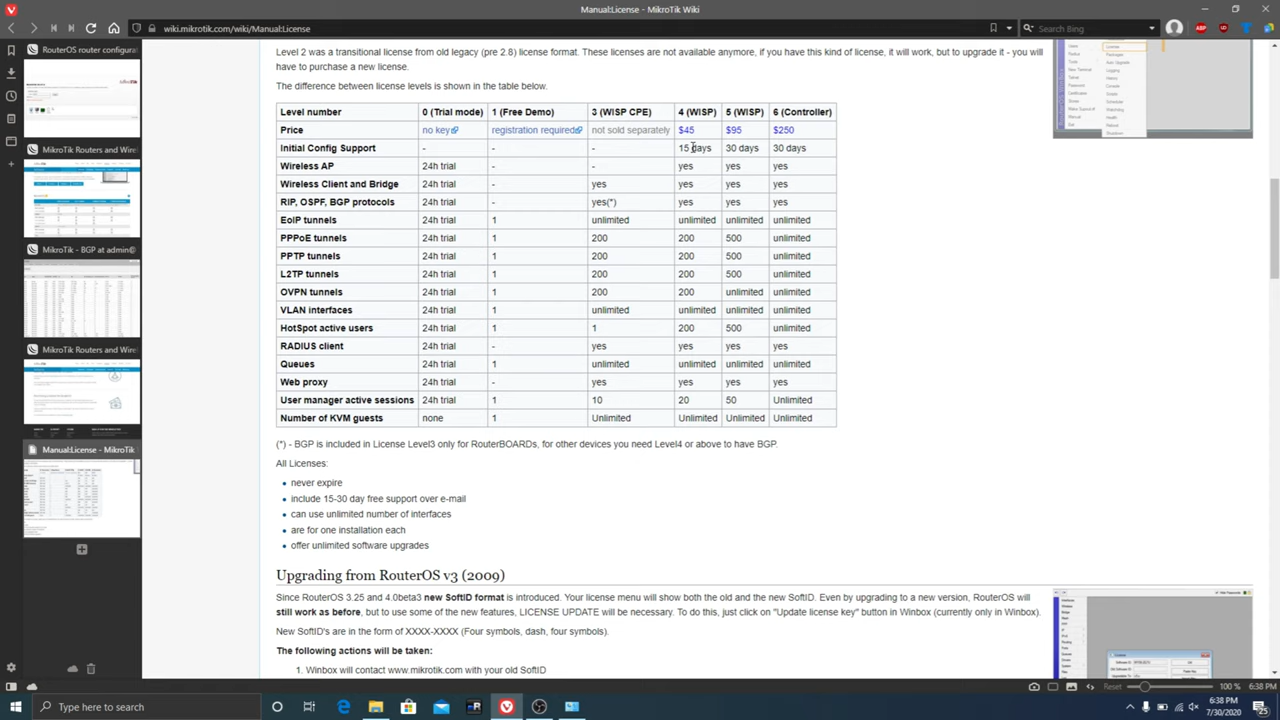 Manual:License - MikroTik Wiki
wiki.mikrotik.com/wiki/Manual:License
Search Bing
RouterOS router configurat
MikroTik Routers and Wire
MikroTik - BGP at admin@
MikroTik Routers and Wire
Manual:License - MikroTik
Level 2 was a transitional license from old legacy (pre 2.8) license format. These licenses are not available anymore, if you have this kind of license, it will work, but to upgrade it - you will
have to purchase a new license.
The difference between license levels is shown in the table below.
Level number 0 (Trial mode) 1 (Free Demo) 3 (WISP CPE) 4 (WISP) 5 (WISP) 6 (Controller)
Price no key registration required not sold separately $45 $95 $250
Initial Config Support - - - 15 days 30 days 30 days
Wireless AP 24h trial - - yes yes yes
Wireless Client and Bridge 24h trial - yes yes yes yes
RIP, OSPF, BGP protocols 24h trial - yes(*) yes yes yes
EoIP tunnels 24h trial 1 unlimited unlimited unlimited unlimited
PPPoE tunnels 24h trial 1 200 200 500 unlimited
PPTP tunnels 24h trial 1 200 200 500 unlimited
L2TP tunnels 24h trial 1 200 200 500 unlimited
OVPN tunnels 24h trial 1 200 200 unlimited unlimited
VLAN interfaces 24h trial 1 unlimited unlimited unlimited unlimited
HotSpot active users 24h trial 1 1 200 500 unlimited
RADIUS client 24h trial - yes yes yes yes
Queues 24h trial 1 unlimited unlimited unlimited unlimited
Web proxy 24h trial - yes yes yes yes
User manager active sessions 24h trial 1 10 20 50 Unlimited
Number of KVM guests none 1 Unlimited Unlimited Unlimited Unlimited
(*) - BGP is included in License Level3 only for RouterBOARDs, for other devices you need Level4 or above to have BGP.
All Licenses:
never expire
include 15-30 day free support over e-mail
can use unlimited number of interfaces
are for one installation each
offer unlimited software upgrades
Upgrading from RouterOS v3 (2009)
Since RouterOS 3.25 and 4.0beta3 new SoftID format is introduced. Your license menu will show both the old and the new SoftID. Even by upgrading to a new version, RouterOS will
still work as before, but to use some of the new features, LICENSE UPDATE will be necessary. To do this, just click on "Update license key" button in Winbox (currently only in Winbox).
New SoftID's are in the form of XXXX-XXXX (Four symbols, dash, four symbols).
The following actions will be taken:
1. Winbox will contact www.mikrotik.com with your old SoftID
Reset 100 % 6:38 PM
Type here to search
6:38 PM
7/30/2020
25